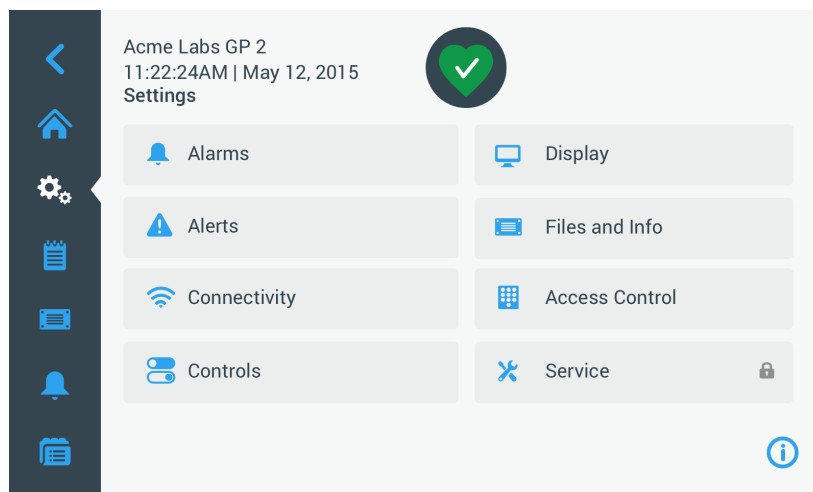 Acme Labs GP 2
11:22:24AM | May 12, 2015
Settings
Alarms
Display
Alerts
Files and Info
Connectivity
Access Control
Controls
Service